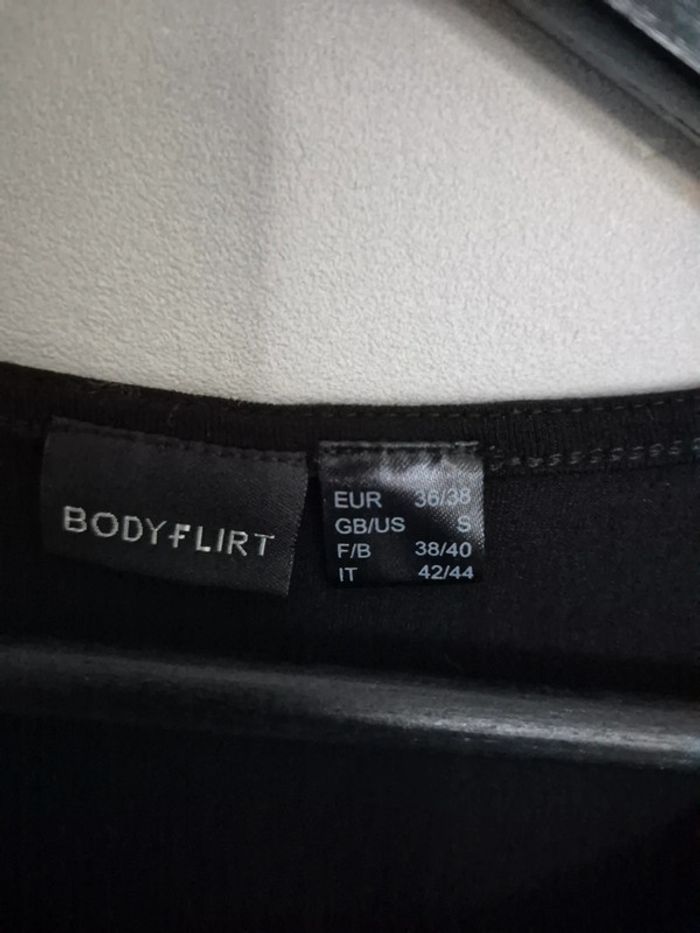 BODYFLIRT
EUR 36/38
GB/US S
F/B 38/40
IT 42/44